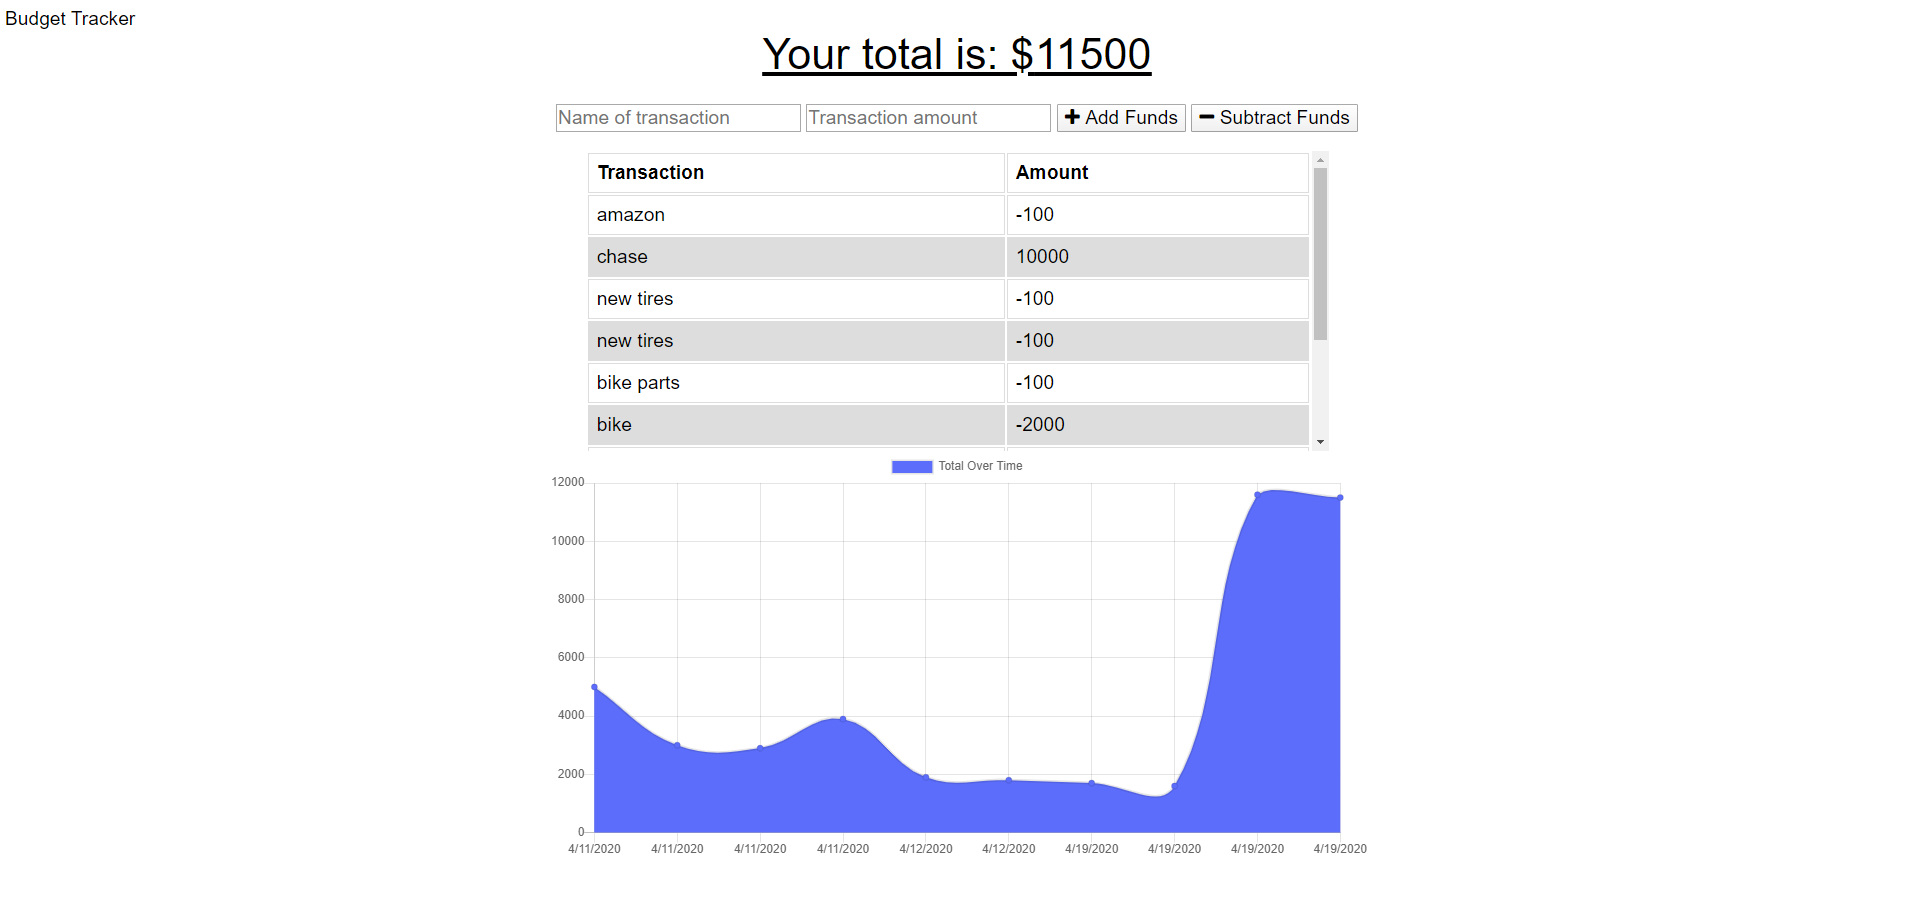 Budget Tracker
Your total is: $11500
Name of transaction Transaction amount Add Funds Subtract Funds
Transaction Amount
amazon -100
chase 10000
new tires -100
new tires -100
bike parts -100
bike -2000
Total Over Time
12000
10000
8000
6000
4000
2000
0
4/11/2020 4/11/2020 4/11/2020 4/11/2020 4/12/2020 4/12/2020 4/19/2020 4/19/2020 4/19/2020 4/19/2020